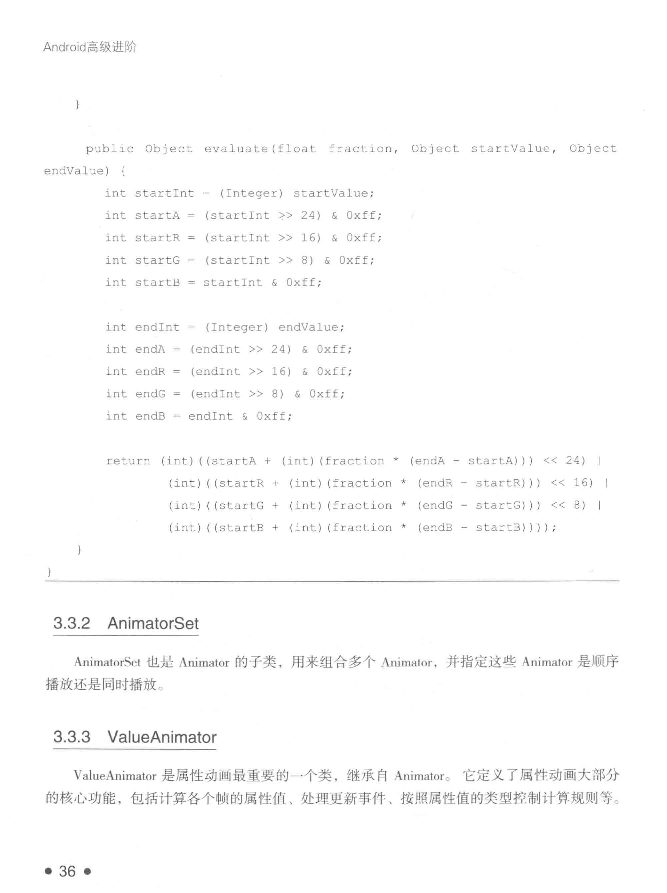 Android高级进阶
}
public Object evaluate(float fraction, Object startValue, Object
endValue) {
int startInt = (Integer) startValue;
int startA = (startInt >> 24) & 0xff;
int startR = (startInt >> 16) & 0xff;
int startG = (startInt >> 8) & 0xff;
int startB = startInt & 0xff;
int endInt = (Integer) endValue;
int endA = (endInt >> 24) & 0xff;
int endR = (endInt >> 16) & 0xff;
int endG = (endInt >> 8) & 0xff;
int endB = endInt & 0xff;
return (int)((startA + (int)(fraction * (endA - startA))) << 24) |
(int)((startR + (int)(fraction * (endR - startR))) << 16) |
(int)((startG + (int)(fraction * (endG - startG))) << 8) |
(int)((startB + (int)(fraction * (endB - startB))));
}
}
3.3.2 AnimatorSet
AnimatorSet 也是 Animator 的子类，用来组合多个 Animator，并指定这些 Animator 是顺序
播放还是同时播放。
3.3.3 ValueAnimator
ValueAnimator 是属性动画最重要的一个类，继承自 Animator。 它定义了属性动画大部分
的核心功能，包括计算各个帧的属性值、处理更新事件、按照属性值的类型控制计算规则等。
• 36 •